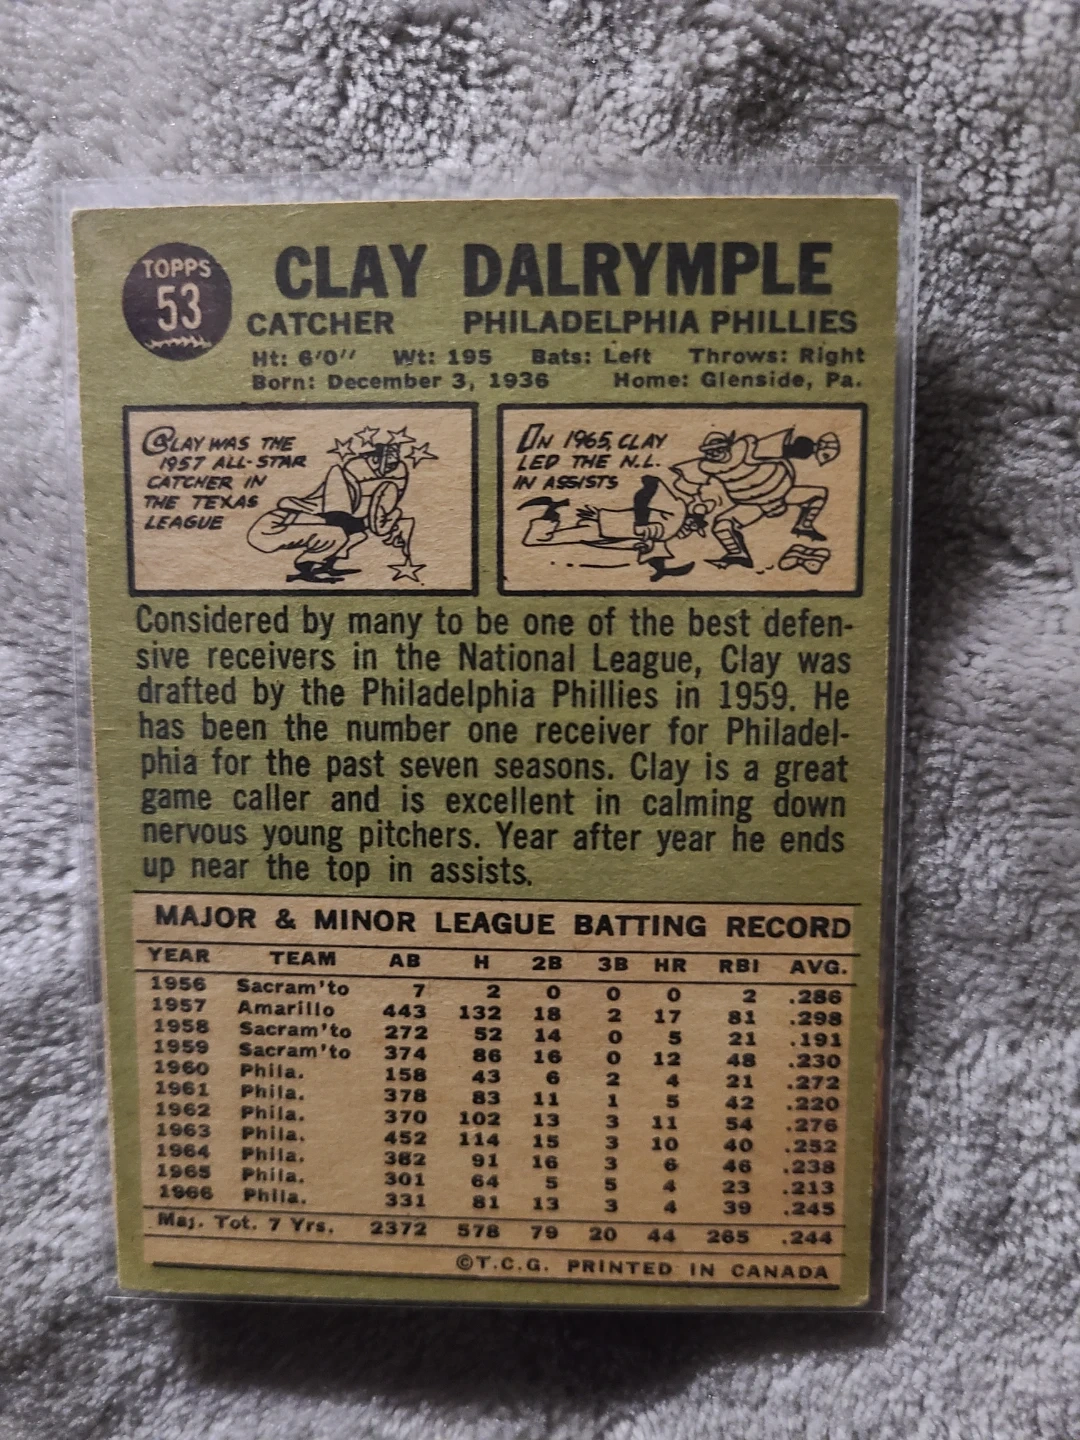 TOPPS
53
CLAY DALRYMPLE
CATCHER PHILADELPHIA PHILLIES
Ht: 6'0" Wt: 195 Bats: Left Throws: Right
Born: December 3, 1936 Home: Glenside, Pa.
CLAY WAS THE
1957 ALL-STAR
CATCHER IN
THE TEXAS
LEAGUE
IN 1965, CLAY
LED THE N.L.
IN ASSISTS
Considered by many to be one of the best defen-
sive receivers in the National League, Clay was
drafted by the Philadelphia Phillies in 1959. He
has been the number one receiver for Philadel-
phia for the past seven seasons. Clay is a great
game caller and is excellent in calming down
nervous young pitchers. Year after year he ends
up near the top in assists.
MAJOR & MINOR LEAGUE BATTING RECORD
YEAR TEAM AB H 2B 3B HR RBI AVG.
1956 Sacram'to 7 2 0 0 0 2 .286
1957 Amarillo 443 132 18 2 17 81 .298
1958 Sacram'to 272 52 14 0 5 21 .191
1959 Sacram'to 374 86 16 0 12 48 .230
1960 Phila. 158 43 6 2 4 21 .272
1961 Phila. 378 83 11 1 5 42 .220
1962 Phila. 370 102 13 3 11 54 .276
1963 Phila. 452 114 15 3 10 40 .252
1964 Phila. 382 91 16 3 6 46 .238
1965 Phila. 301 64 5 5 4 23 .213
1966 Phila. 331 81 13 3 4 39 .245
Maj. Tot. 7 Yrs. 2372 578 79 20 44 265 .244
©T.C.G. PRINTED IN CANADA